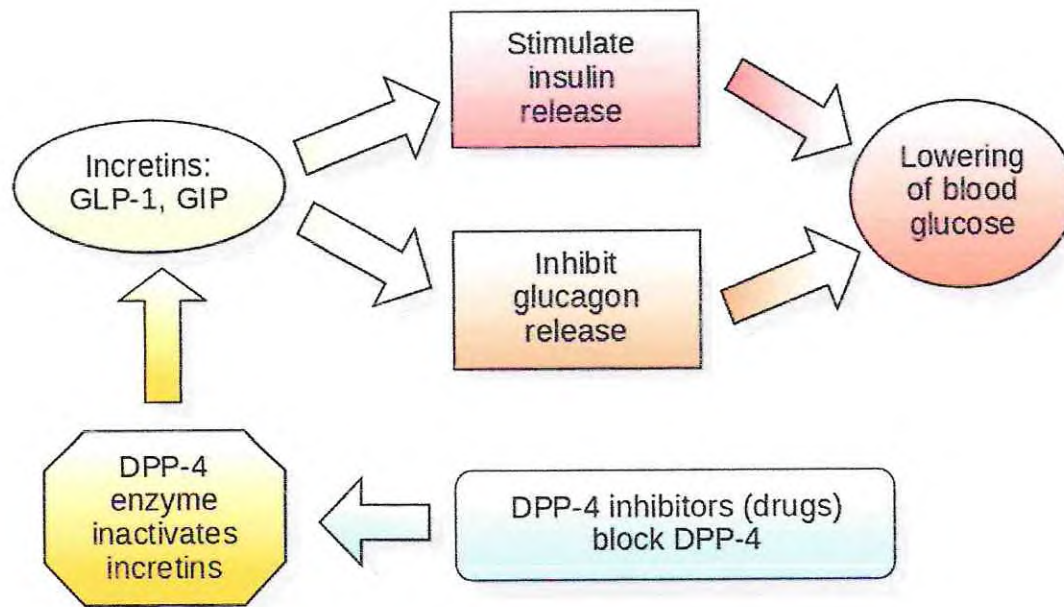 Stimulate
insulin
release
Incretins:
GLP-1, GIP
Lowering
of blood
glucose
Inhibit
glucagon
release
DPP-4
enzyme
inactivates
incretins
DPP-4 inhibitors (drugs)
block DPP-4